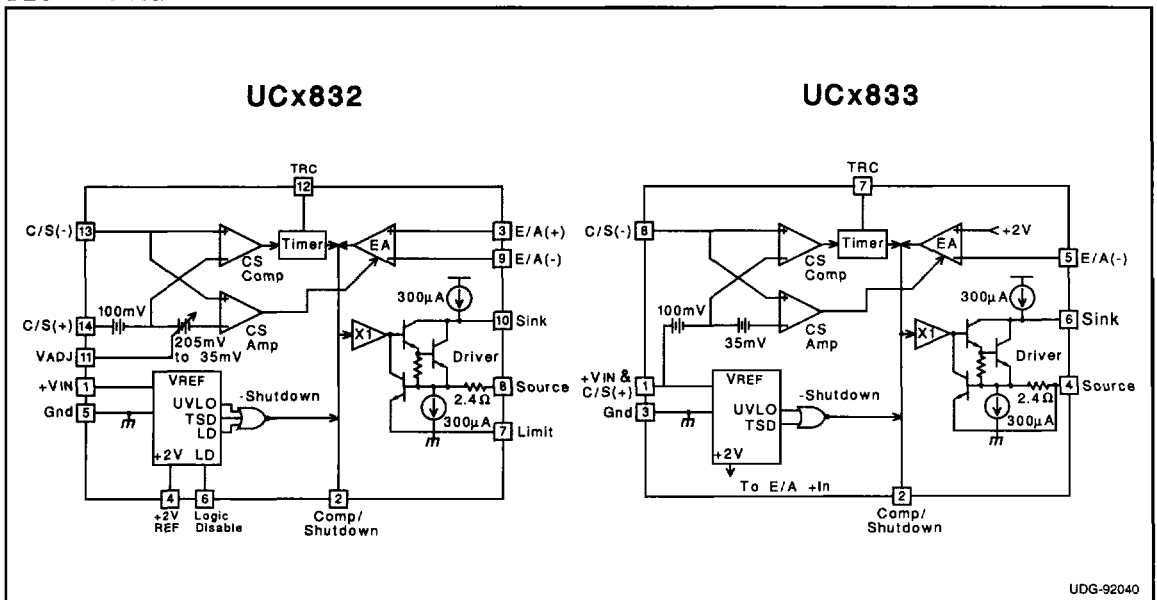 UCx832
TRC
12
C/S(-) 13
Timer
EA
3 E/A(+)
9 E/A(-)
CS
Comp
100mV
C/S(+) 14
205mV
to 35mV
CS
Amp
VADJ 11
300µA
10 Sink
X1
Driver
+VIN 1
VREF
UVLO
TSD
LD
-Shutdown
8 Source
2.4Ω
Gnd 5
300µA
7 Limit
+2V LD
4
+2V
REF
6
Logic
Disable
2
Comp/
Shutdown
UCx833
TRC
7
C/S(-) 8
Timer
EA
+2V
5 E/A(-)
CS
Comp
100mV
35mV
CS
Amp
300µA
6 Sink
X1
Driver
+VIN &
C/S(+)
1
VREF
UVLO
TSD
-Shutdown
4 Source
2.4Ω
Gnd 3
300µA
+2V
To E/A +In
2
Comp/
Shutdown
UDG-92040